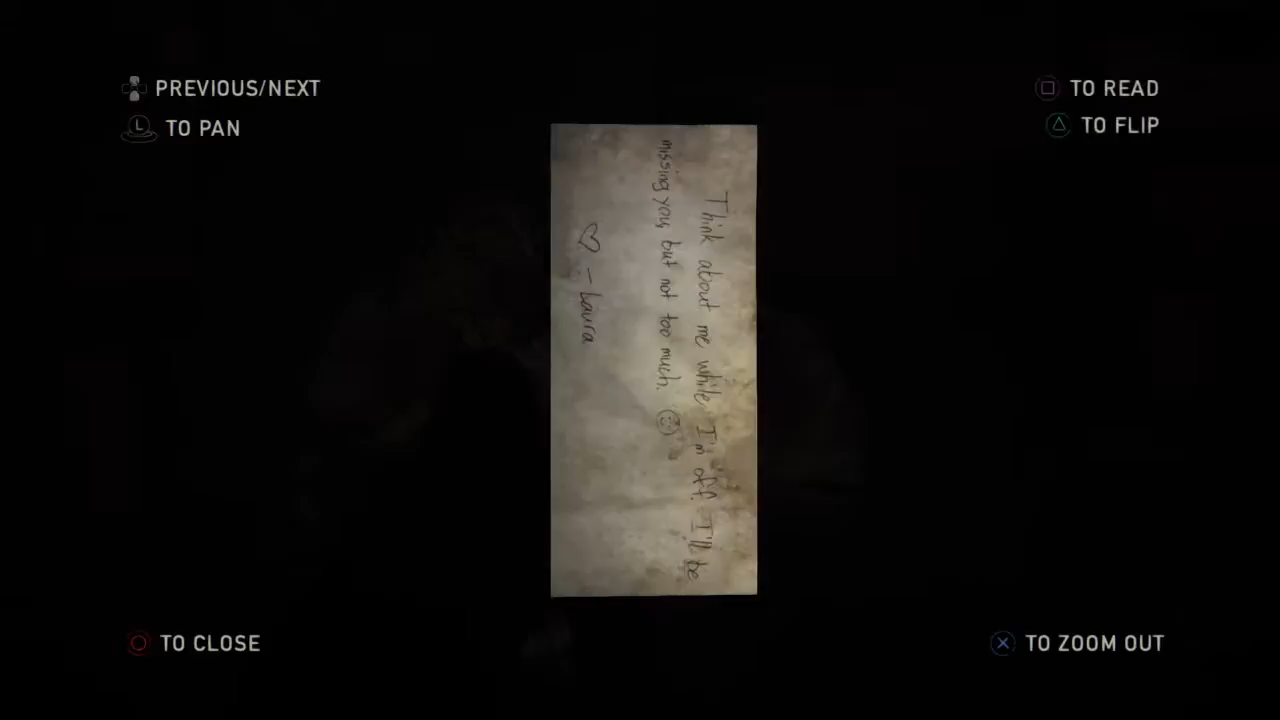 PREVIOUS/NEXT
L TO PAN
TO READ
TO FLIP
Think about me while I'm off. I'll be
missing you, but not too much.
♡ - Laura
TO CLOSE
TO ZOOM OUT